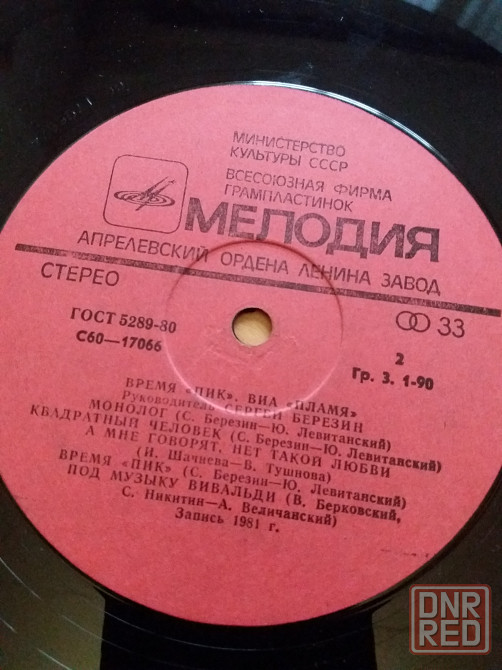 МИНИСТЕРСТВО
КУЛЬТУРЫ СССР
ВСЕСОЮЗНАЯ ФИРМА
ГРАМПЛАСТИНОК
МЕЛОДИЯ
АПРЕЛЕВСКИЙ ОРДЕНА ЛЕНИНА ЗАВОД
СТЕРЕО
33
ГОСТ 5289-80
С60—17066
2
Гр. 3. 1-90
ВРЕМЯ «ПИК». ВИА «ПЛАМЯ»
Руководитель СЕРГЕЙ БЕРЕЗИН
МОНОЛОГ (С. Березин—Ю. Левитанский)
КВАДРАТНЫЙ ЧЕЛОВЕК (С. Березин—Ю. Левитанский)
А МНЕ ГОВОРЯТ, НЕТ ТАКОЙ ЛЮБВИ
(И. Шачнева—В. Тушнова)
ВРЕМЯ «ПИК» (С. Березин—Ю. Левитанский)
ПОД МУЗЫКУ ВИВАЛЬДИ (В. Берковский,
С. Никитин—А. Величанский)
Запись 1981 г.
DNR
RED